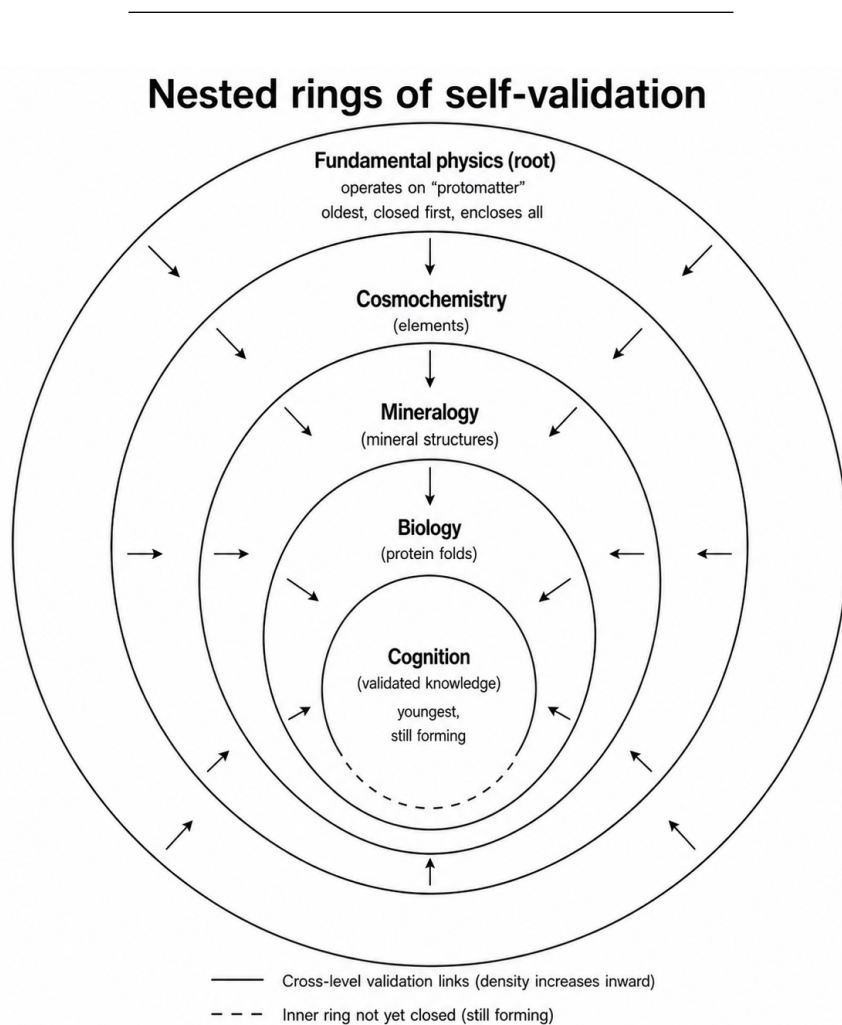 Nested rings of self-validation
Fundamental physics (root)
operates on “protomatter”
oldest, closed first, encloses all
Cosmochemistry
(elements)
Mineralogy
(mineral structures)
Biology
(protein folds)
Cognition
(validated knowledge)
youngest,
still forming
Cross-level validation links (density increases inward)
Inner ring not yet closed (still forming)